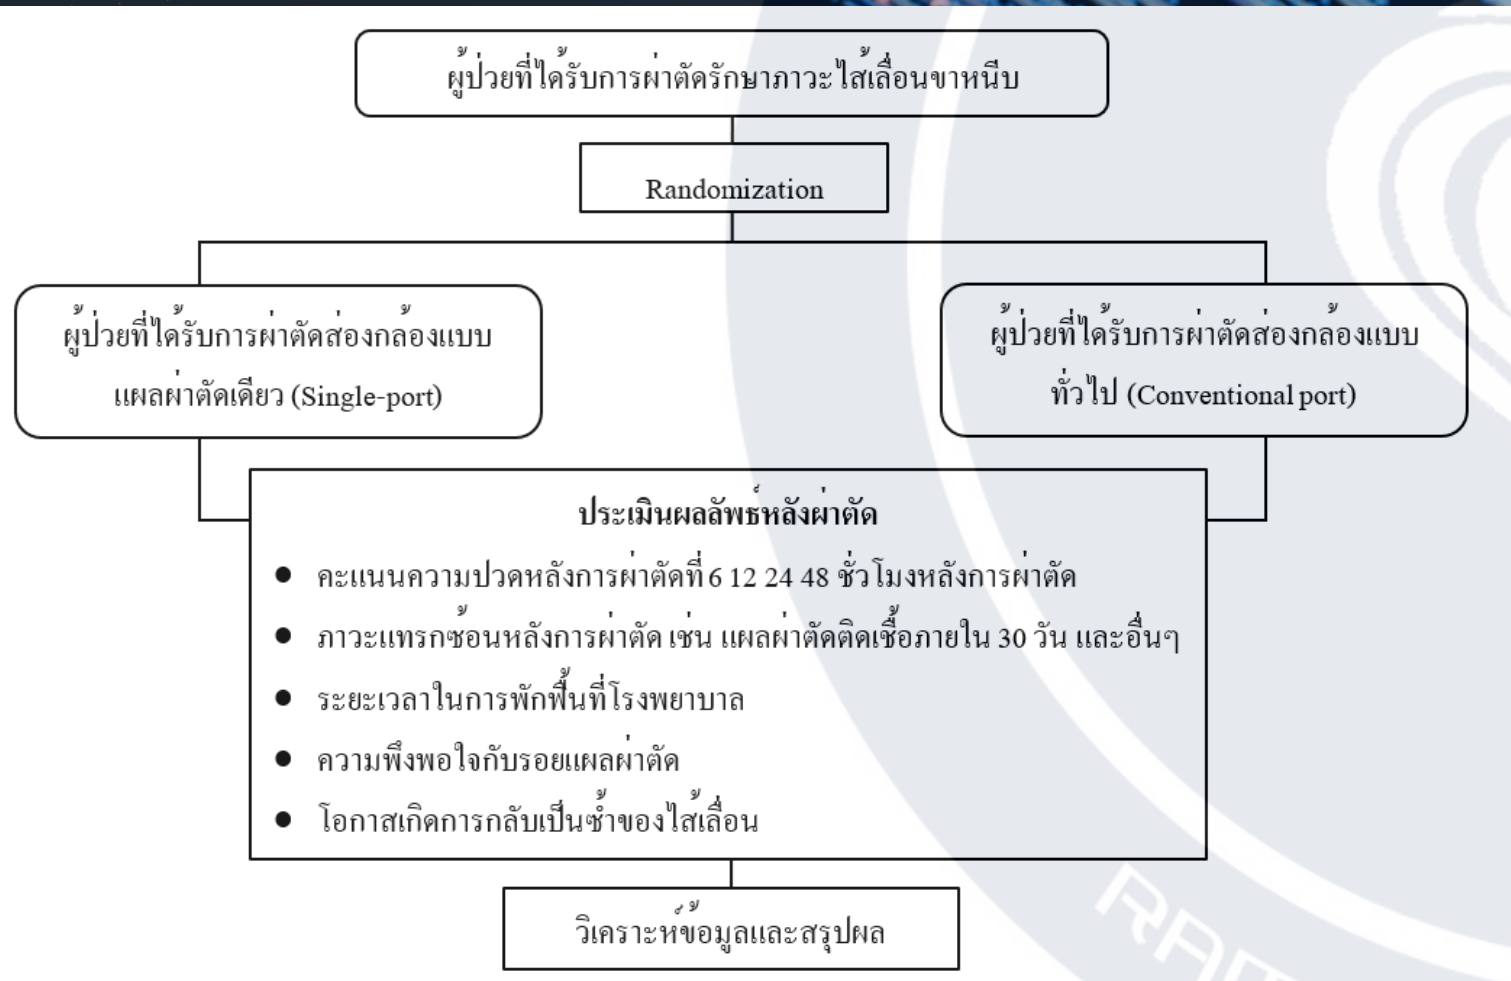 ผู้ป่วยที่ได้รับการผ่าตัดรักษาภาวะไส้เลื่อนขาหนีบ
Randomization
ผู้ป่วยที่ได้รับการผ่าตัดส่องกล้องแบบ
แผลผ่าตัดเดียว (Single-port)
ผู้ป่วยที่ได้รับการผ่าตัดส่องกล้องแบบ
ทั่วไป (Conventional port)
ประเมินผลลัพธ์หลังผ่าตัด
● คะแนนความปวดหลังการผ่าตัดที่ 6 12 24 48 ชั่วโมงหลังการผ่าตัด
● ภาวะแทรกซ้อนหลังการผ่าตัด เช่น แผลผ่าตัดติดเชื้อภายใน 30 วัน และอื่นๆ
● ระยะเวลาในการพักฟื้นที่โรงพยาบาล
● ความพึงพอใจกับรอยแผลผ่าตัด
● โอกาสเกิดการกลับเป็นซ้ำของไส้เลื่อน
วิเคราะห์ข้อมูลและสรุปผล